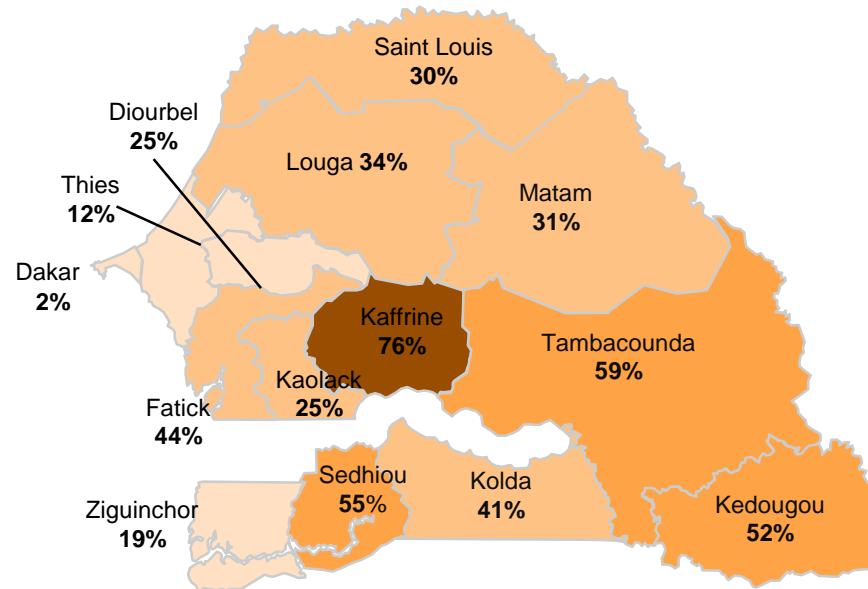 Saint Louis
30%
Diourbel
25%
Louga 34%
Thies
12%
Matam
31%
Dakar
2%
Kaffrine
76%
Tambacounda
59%
Kaolack
25%
Fatick
44%
Sedhiou
55%
Kolda
41%
Kedougou
52%
Ziguinchor
19%